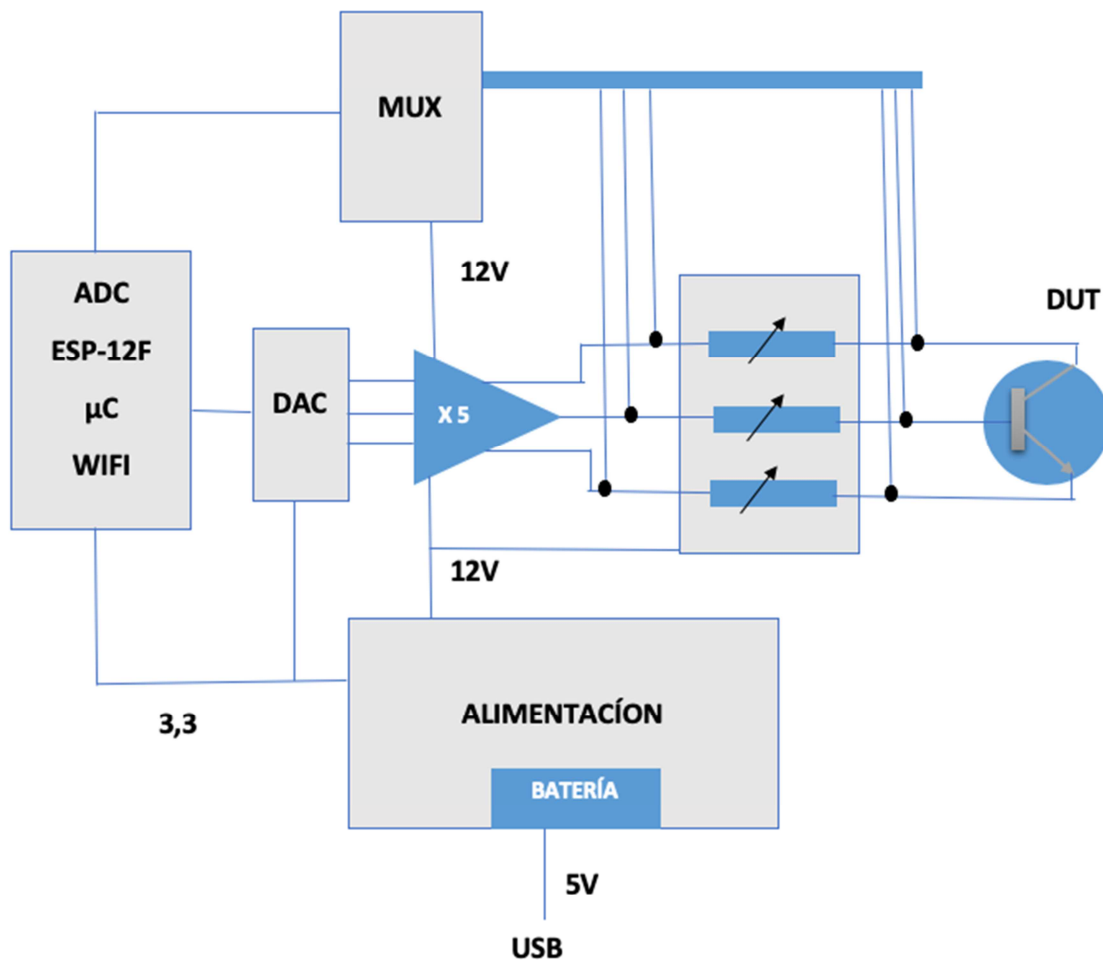 MUX
12V
ADC
ESP-12F
µC
WIFI
DAC
X 5
DUT
12V
3,3
ALIMENTACÍON
BATERÍA
5V
USB